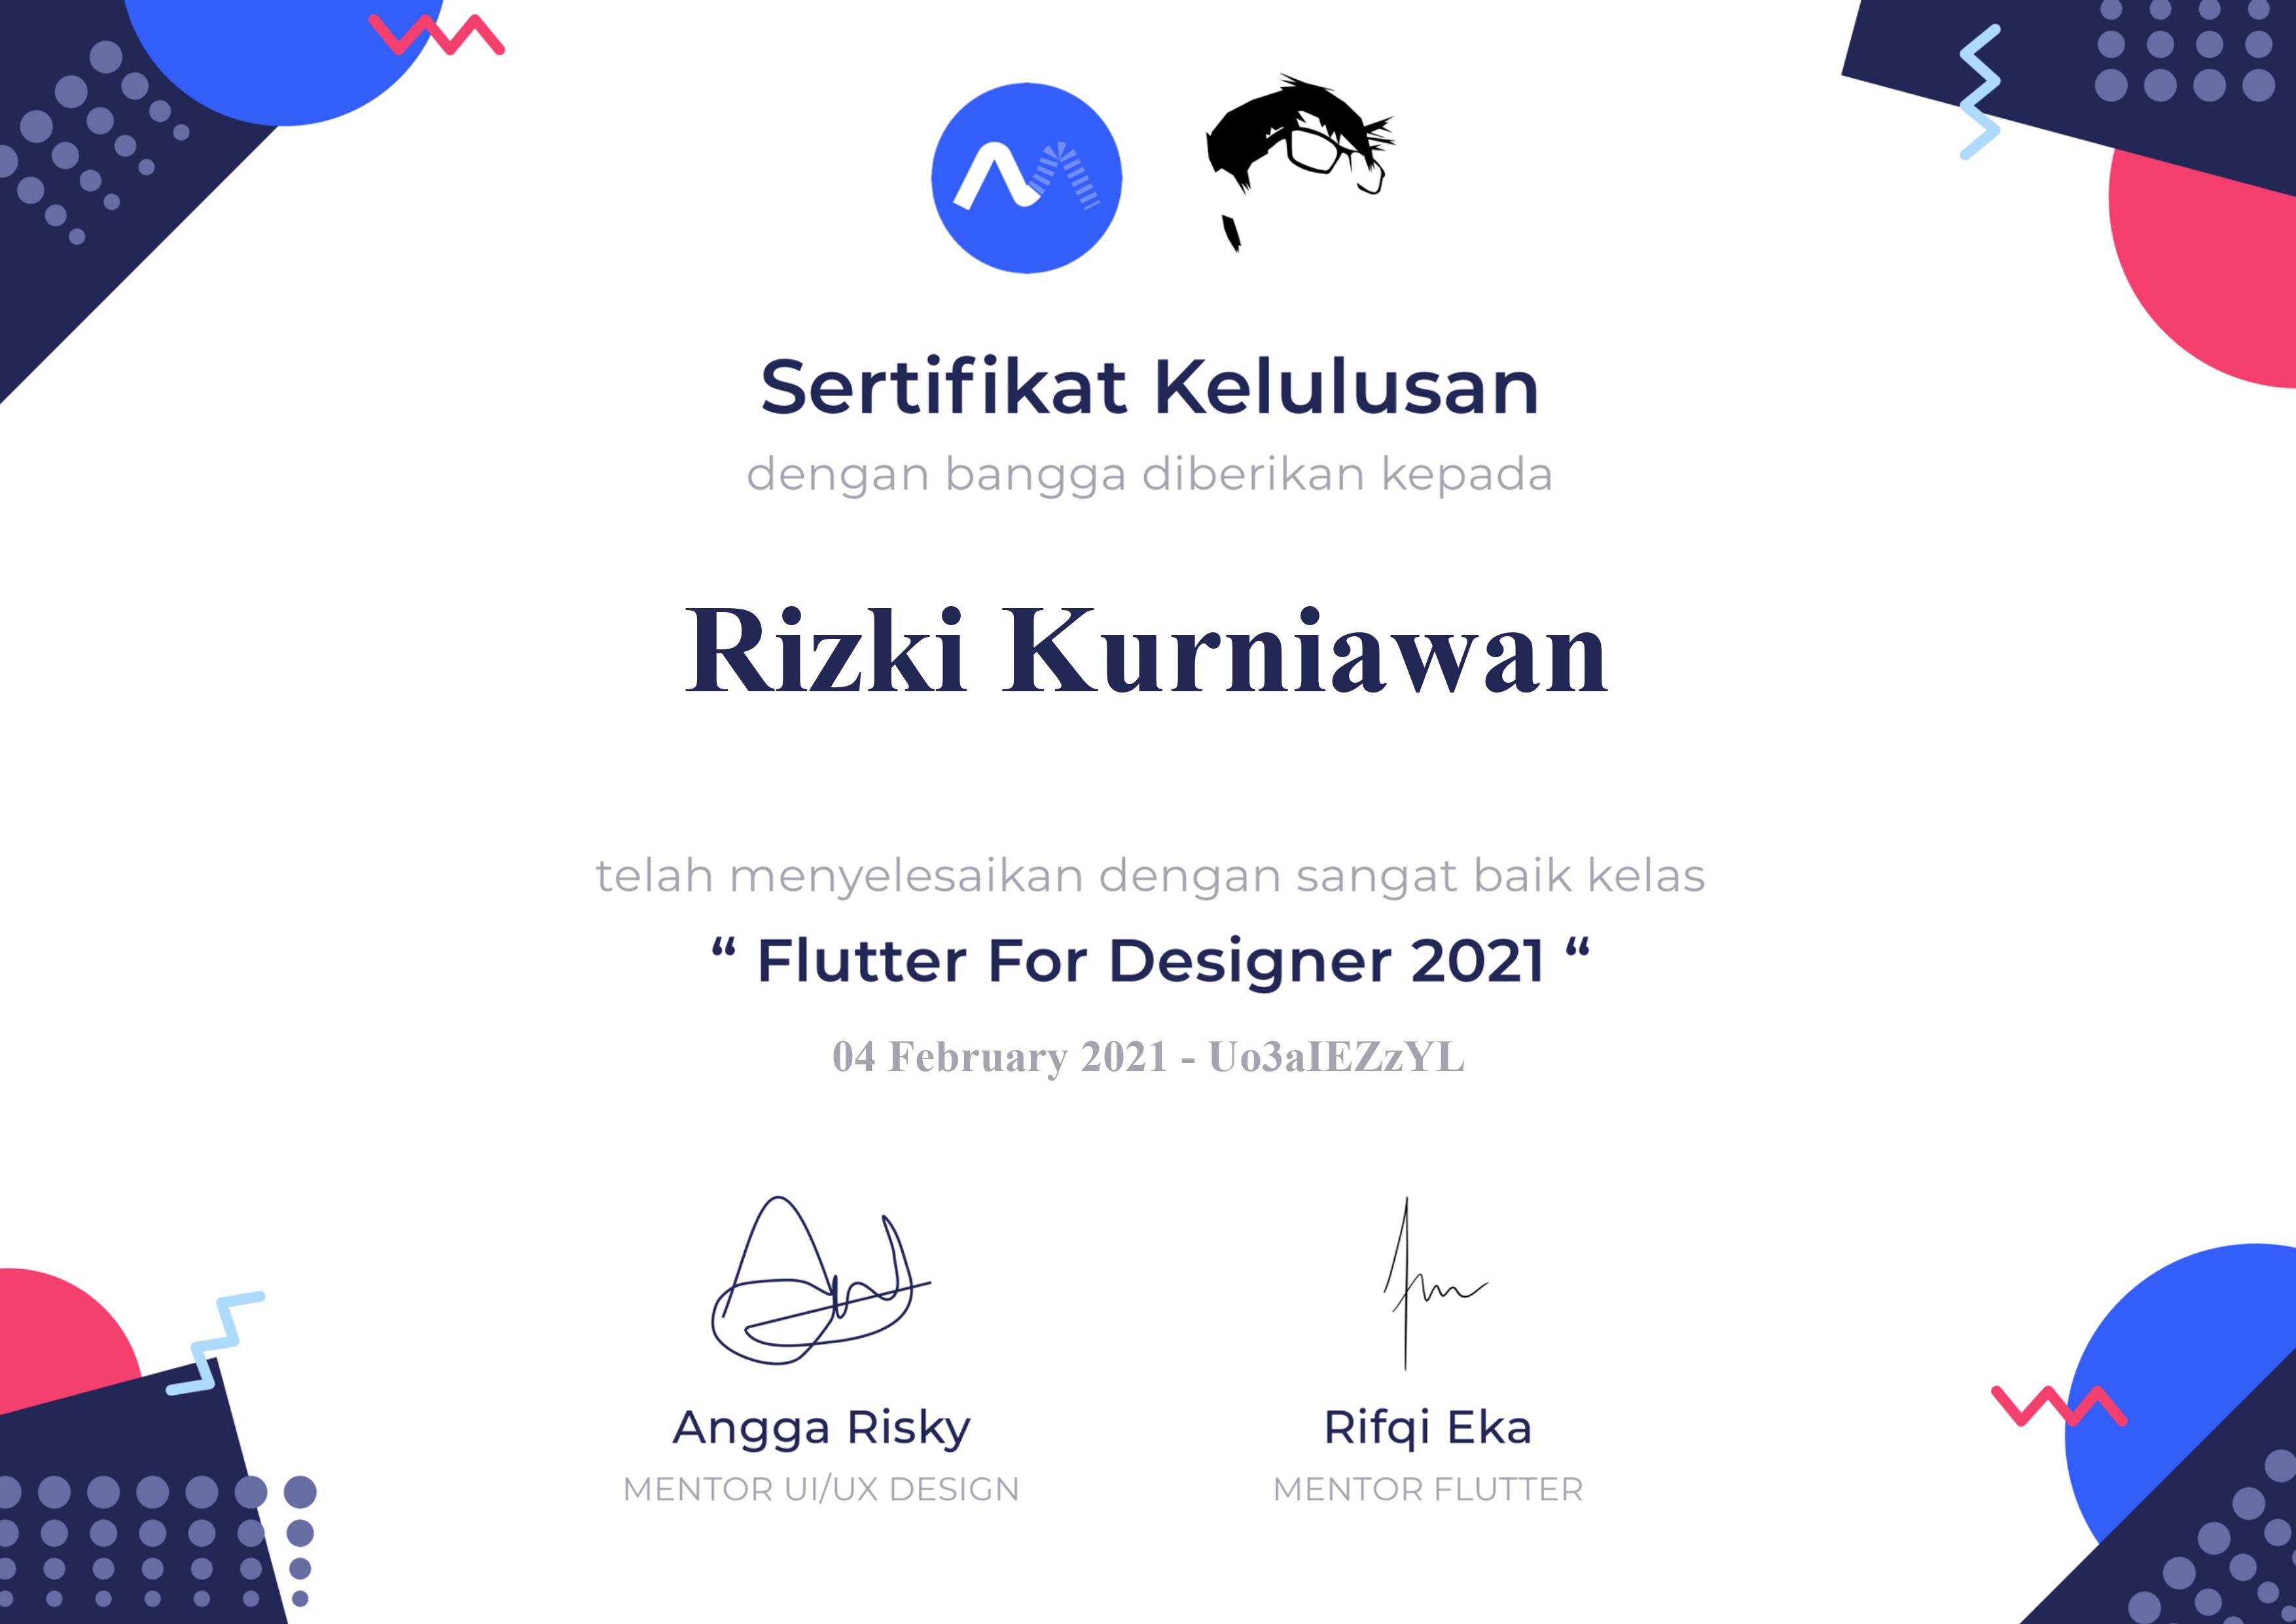 Sertifikat Kelulusan
dengan bangga diberikan kepada
Rizki Kurniawan
telah menyelesaikan dengan sangat baik kelas
“ Flutter For Designer 2021 “
04 February 2021 - Uo3aIEZzYL
Angga Risky
Rifqi Eka
MENTOR UI/UX DESIGN
MENTOR FLUTTER